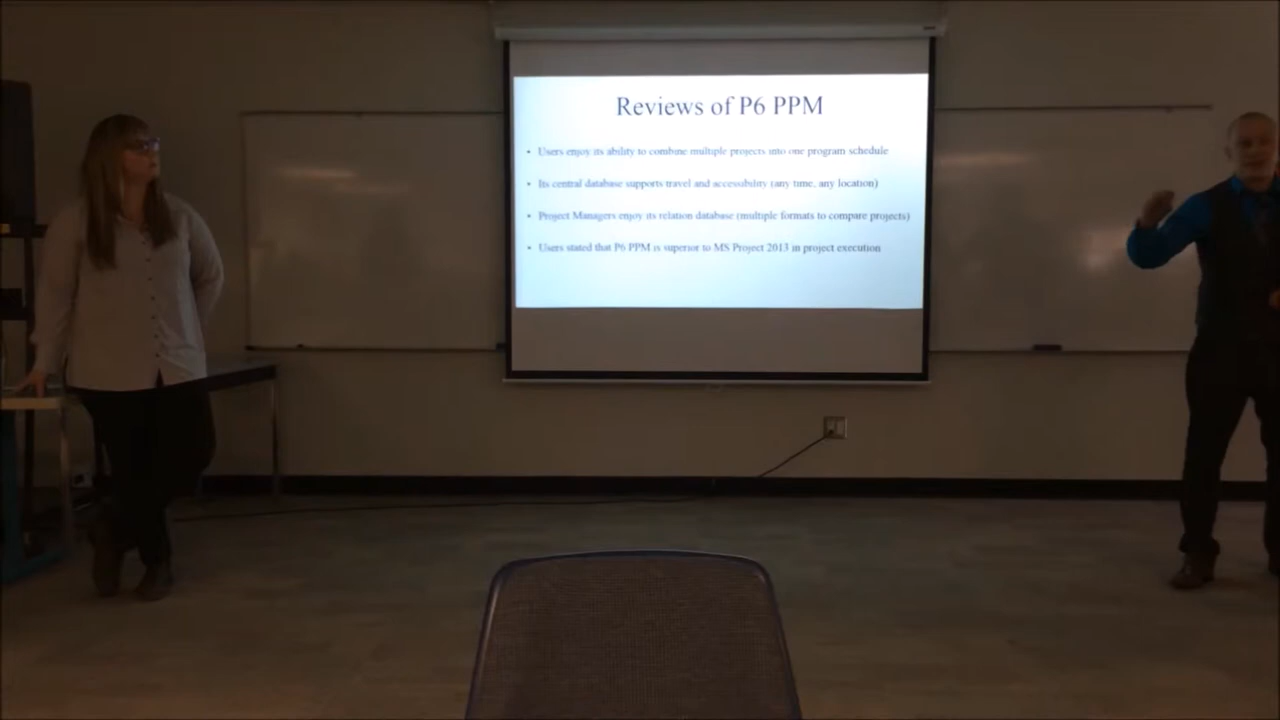 Reviews of P6 PPM
• Users enjoy its ability to combine multiple projects into one program schedule
• Its central database supports travel and accessibility (any time, any location)
• Project Managers enjoy its relation database (multiple formats to compare projects)
• Users stated that P6 PPM is superior to MS Project 2013 in project execution